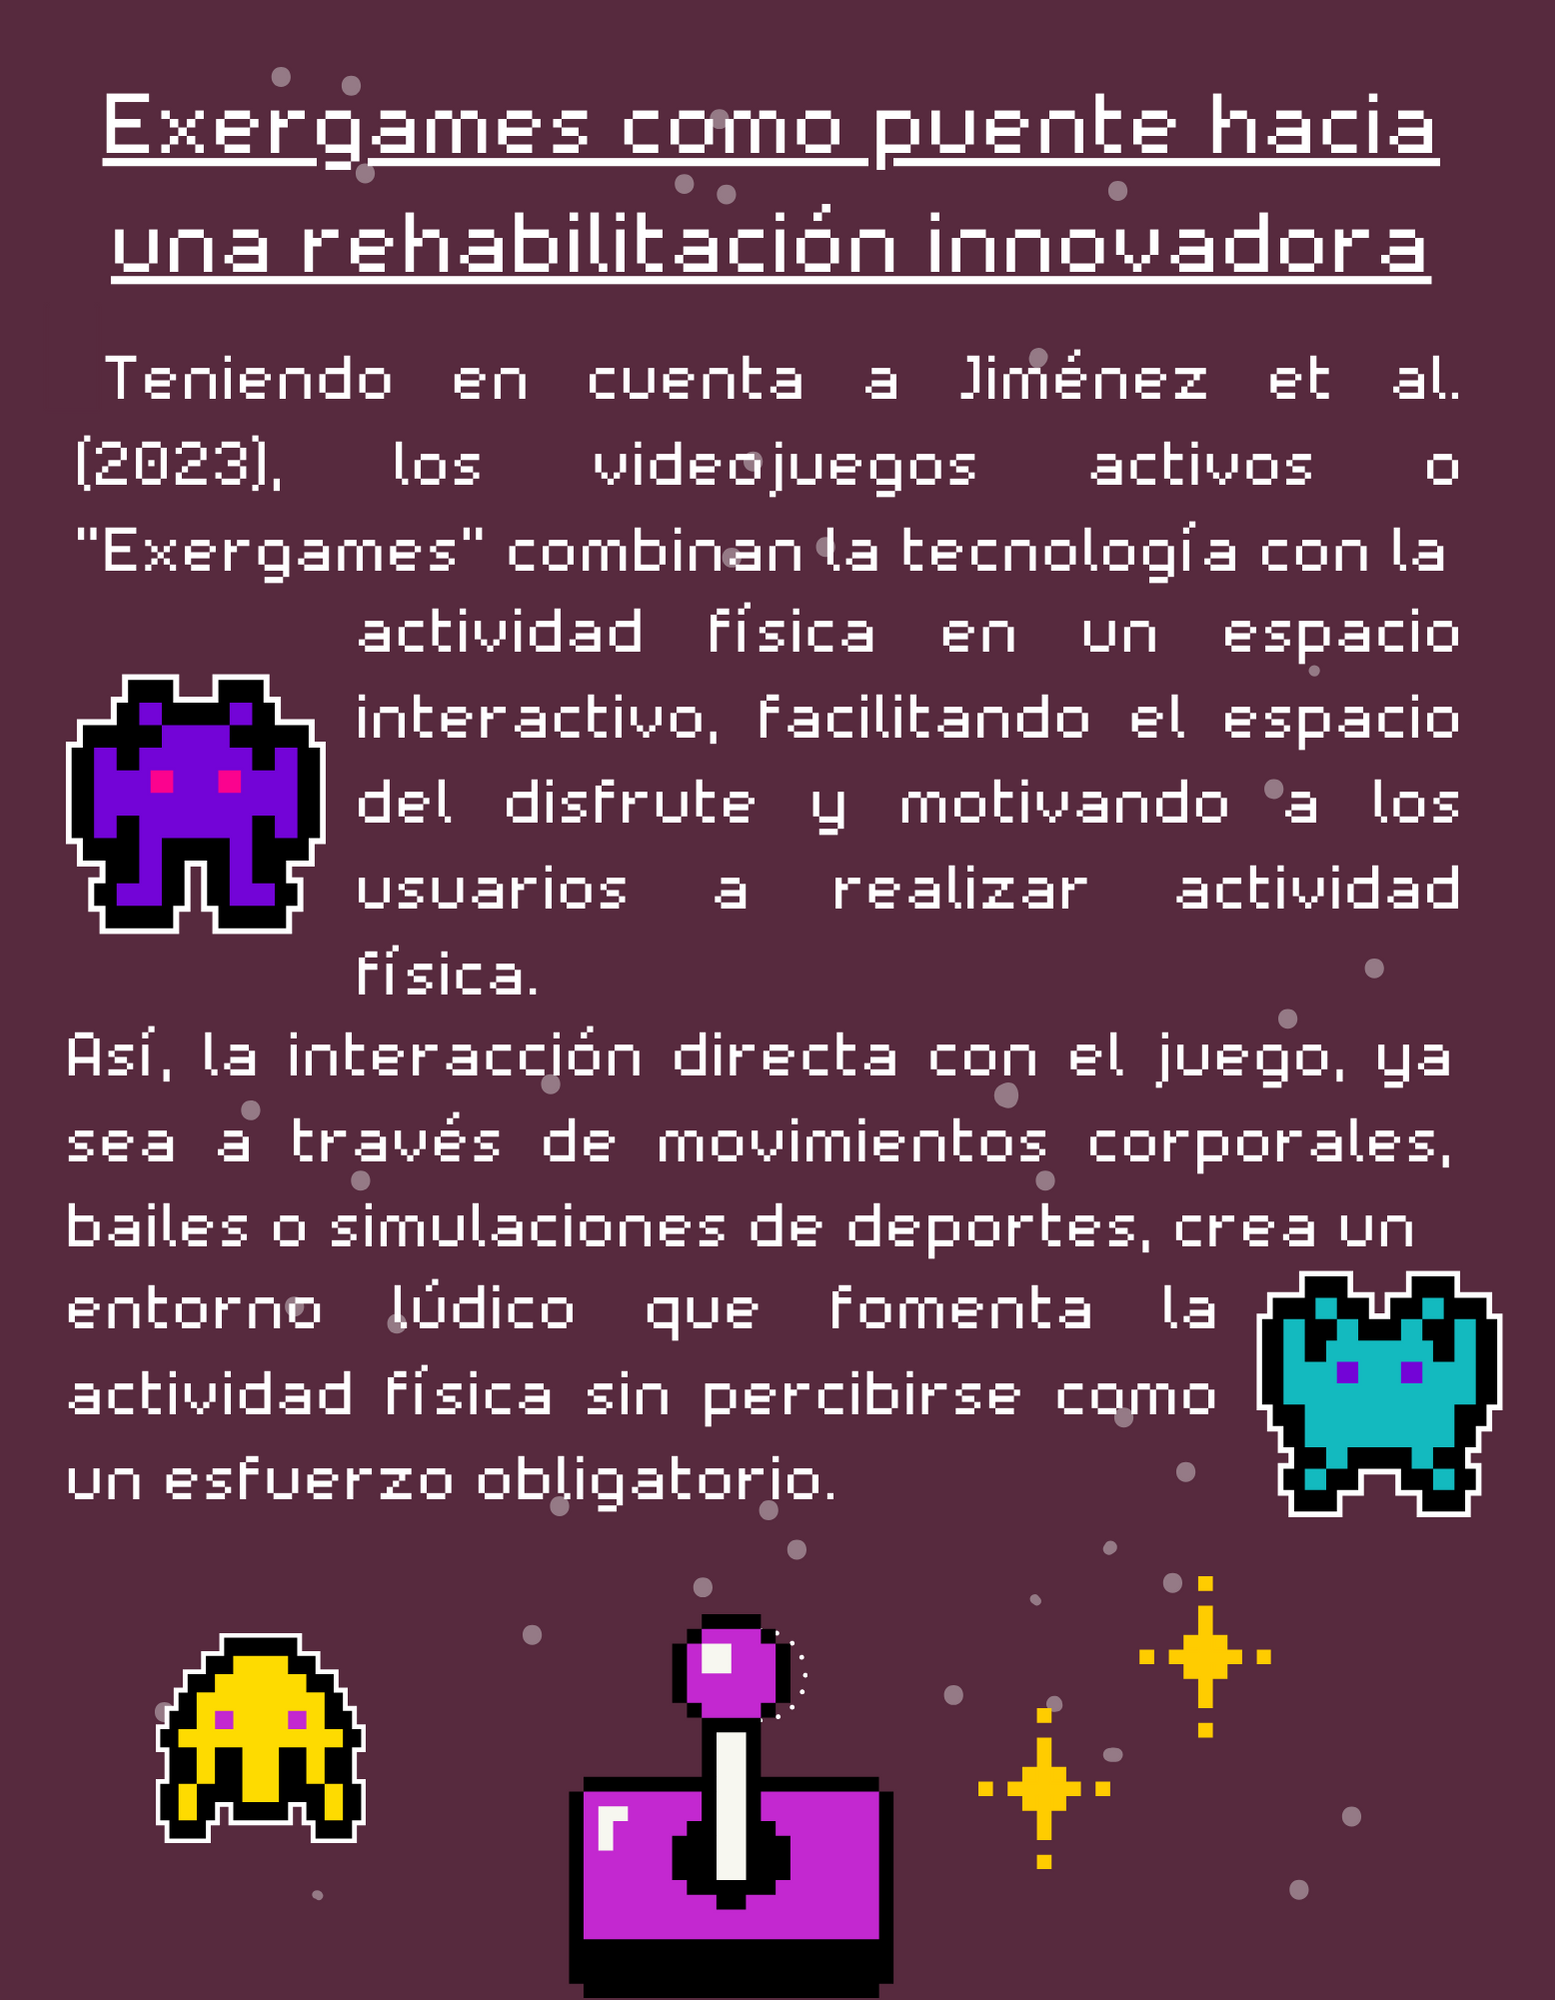 Exergames como puente hacia
una rehabilitación innovadora
Teniendo en cuenta a Jiménez et al.
(2023), los videojuegos activos o
"Exergames" combinan la tecnología con la
actividad física en un espacio
interactivo, facilitando el espacio
del disfrute y motivando a los
usuarios a realizar actividad
física.
Así, la interacción directa con el juego, ya
sea a través de movimientos corporales,
bailes o simulaciones de deportes, crea un
entorno lúdico que fomenta la
actividad física sin percibirse como
un esfuerzo obligatorio.